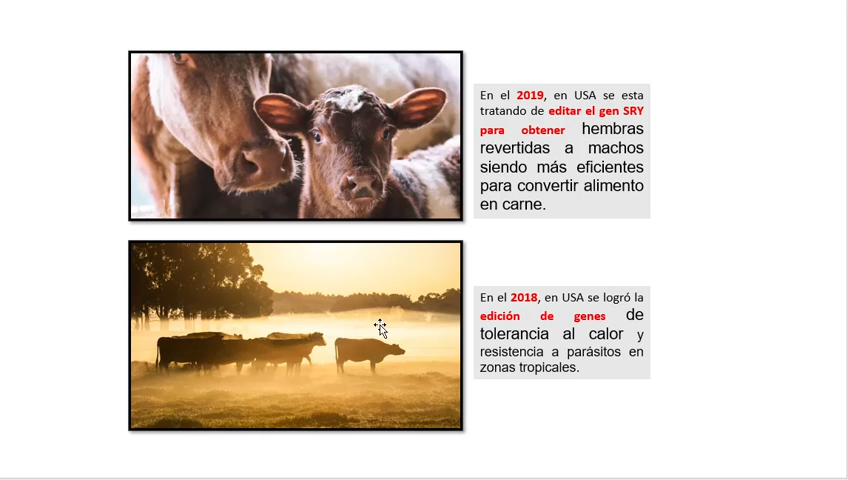 En el 2019, en USA se esta
tratando de editar el gen SRY
para obtener hembras
revertidas a machos
siendo más eficientes
para convertir alimento
en carne.
En el 2018, en USA se logró la
edición de genes de
tolerancia al calor y
resistencia a parásitos en
zonas tropicales.